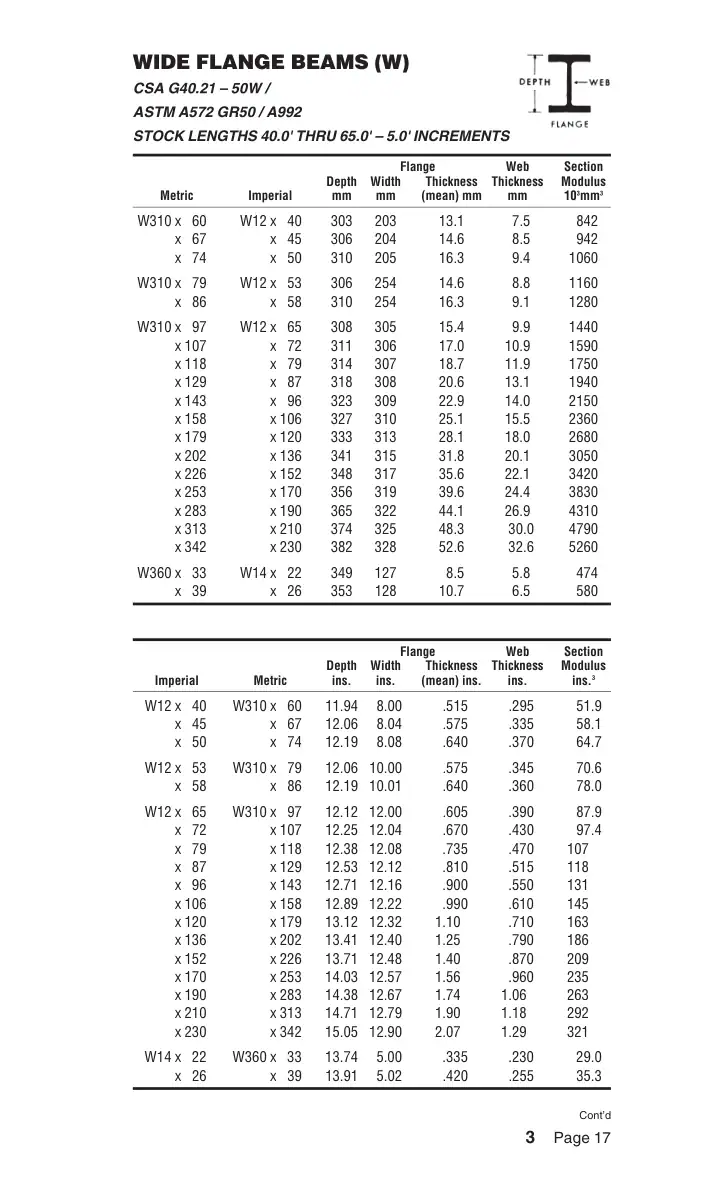 WIDE FLANGE BEAMS (W)
CSA G40.21 – 50W /
ASTM A572 GR50 / A992
STOCK LENGTHS 40.0' THRU 65.0' – 5.0' INCREMENTS
DEPTH WEB
FLANGE
Flange Web Section
Depth Width Thickness Thickness Modulus
Metric Imperial mm mm (mean) mm mm 10³mm³
W310 x 60 W12 x 40 303 203 13.1 7.5 842
x 67 x 45 306 204 14.6 8.5 942
x 74 x 50 310 205 16.3 9.4 1060
W310 x 79 W12 x 53 306 254 14.6 8.8 1160
x 86 x 58 310 254 16.3 9.1 1280
W310 x 97 W12 x 65 308 305 15.4 9.9 1440
x 107 x 72 311 306 17.0 10.9 1590
x 118 x 79 314 307 18.7 11.9 1750
x 129 x 87 318 308 20.6 13.1 1940
x 143 x 96 323 309 22.9 14.0 2150
x 158 x 106 327 310 25.1 15.5 2360
x 179 x 120 333 313 28.1 18.0 2680
x 202 x 136 341 315 31.8 20.1 3050
x 226 x 152 348 317 35.6 22.1 3420
x 253 x 170 356 319 39.6 24.4 3830
x 283 x 190 365 322 44.1 26.9 4310
x 313 x 210 374 325 48.3 30.0 4790
x 342 x 230 382 328 52.6 32.6 5260
W360 x 33 W14 x 22 349 127 8.5 5.8 474
x 39 x 26 353 128 10.7 6.5 580
Flange Web Section
Depth Width Thickness Thickness Modulus
Imperial Metric ins. ins. (mean) ins. ins. ins.³
W12 x 40 W310 x 60 11.94 8.00 .515 .295 51.9
x 45 x 67 12.06 8.04 .575 .335 58.1
x 50 x 74 12.19 8.08 .640 .370 64.7
W12 x 53 W310 x 79 12.06 10.00 .575 .345 70.6
x 58 x 86 12.19 10.01 .640 .360 78.0
W12 x 65 W310 x 97 12.12 12.00 .605 .390 87.9
x 72 x 107 12.25 12.04 .670 .430 97.4
x 79 x 118 12.38 12.08 .735 .470 107
x 87 x 129 12.53 12.12 .810 .515 118
x 96 x 143 12.71 12.16 .900 .550 131
x 106 x 158 12.89 12.22 .990 .610 145
x 120 x 179 13.12 12.32 1.10 .710 163
x 136 x 202 13.41 12.40 1.25 .790 186
x 152 x 226 13.71 12.48 1.40 .870 209
x 170 x 253 14.03 12.57 1.56 .960 235
x 190 x 283 14.38 12.67 1.74 1.06 263
x 210 x 313 14.71 12.79 1.90 1.18 292
x 230 x 342 15.05 12.90 2.07 1.29 321
W14 x 22 W360 x 33 13.74 5.00 .335 .230 29.0
x 26 x 39 13.91 5.02 .420 .255 35.3
Cont'd
3 Page 17